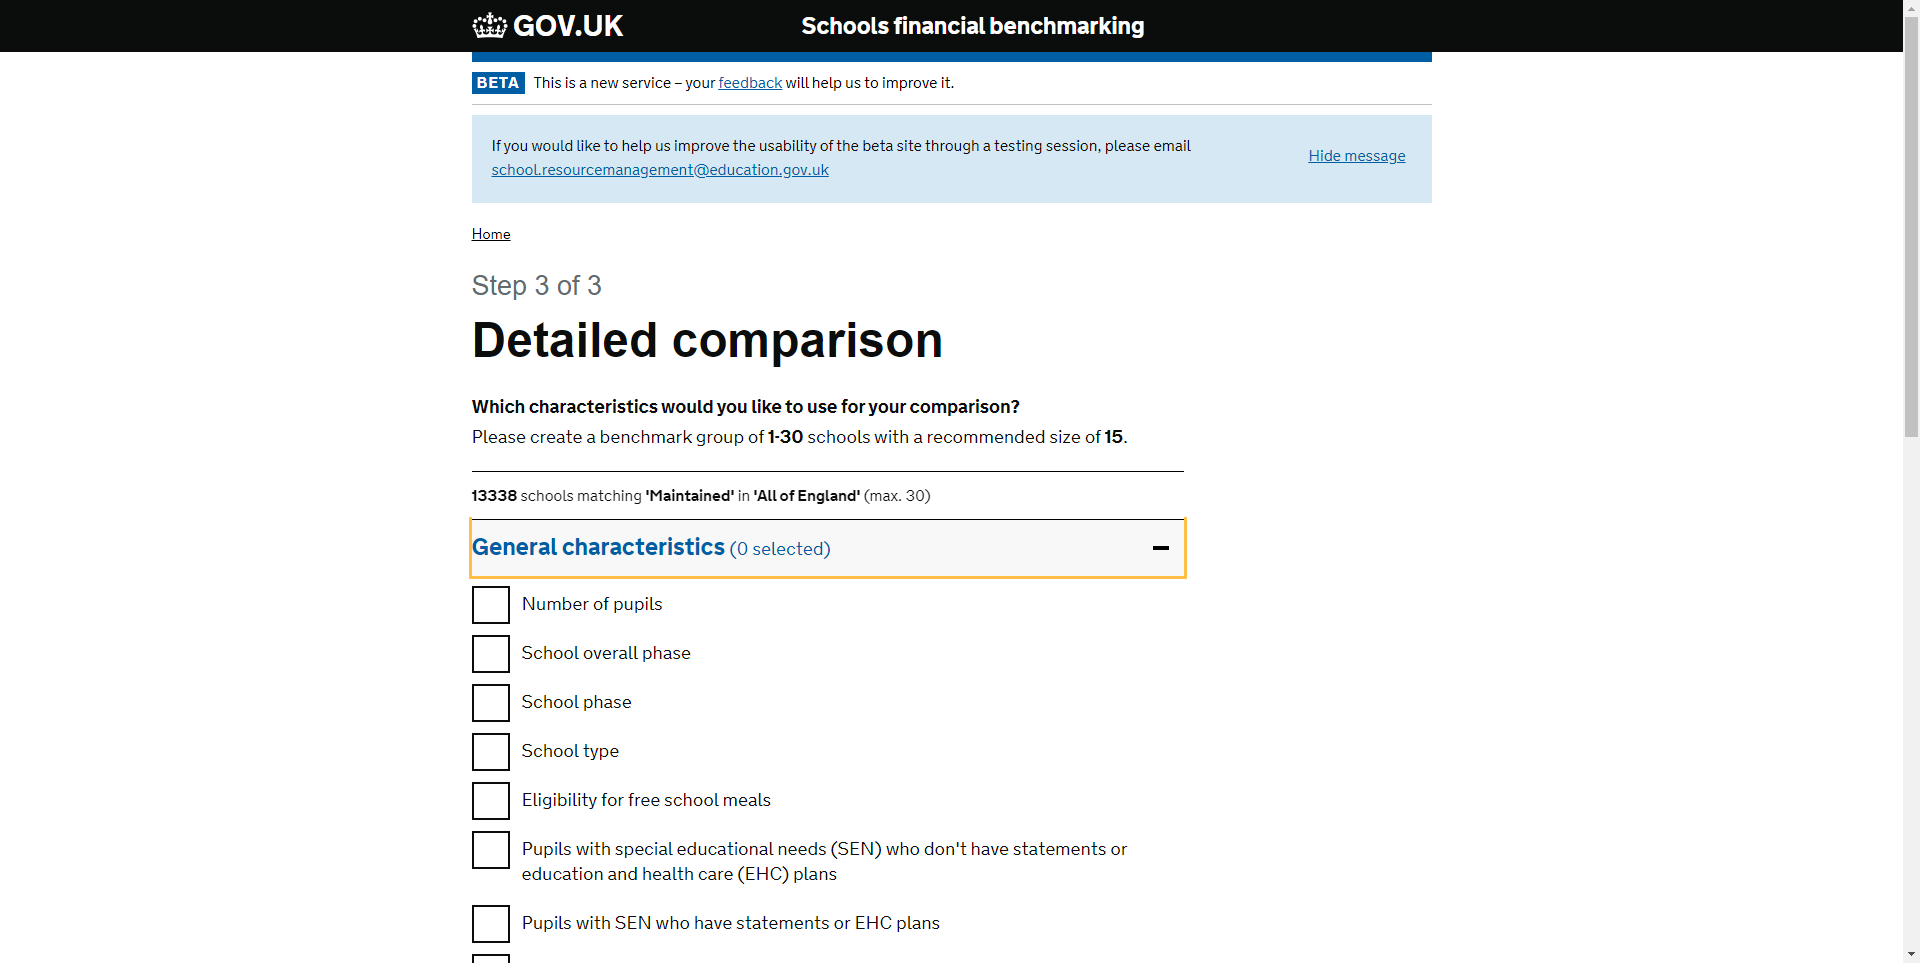 GOV.UK
Schools financial benchmarking
BETA This is a new service – your feedback will help us to improve it.
If you would like to help us improve the usability of the beta site through a testing session, please email
school.resourcemanagement@education.gov.uk
Hide message
Home
Step 3 of 3
Detailed comparison
Which characteristics would you like to use for your comparison?
Please create a benchmark group of 1-30 schools with a recommended size of 15.
13338 schools matching 'Maintained' in 'All of England' (max. 30)
General characteristics (0 selected)
Number of pupils
School overall phase
School phase
School type
Eligibility for free school meals
Pupils with special educational needs (SEN) who don't have statements or
education and health care (EHC) plans
Pupils with SEN who have statements or EHC plans